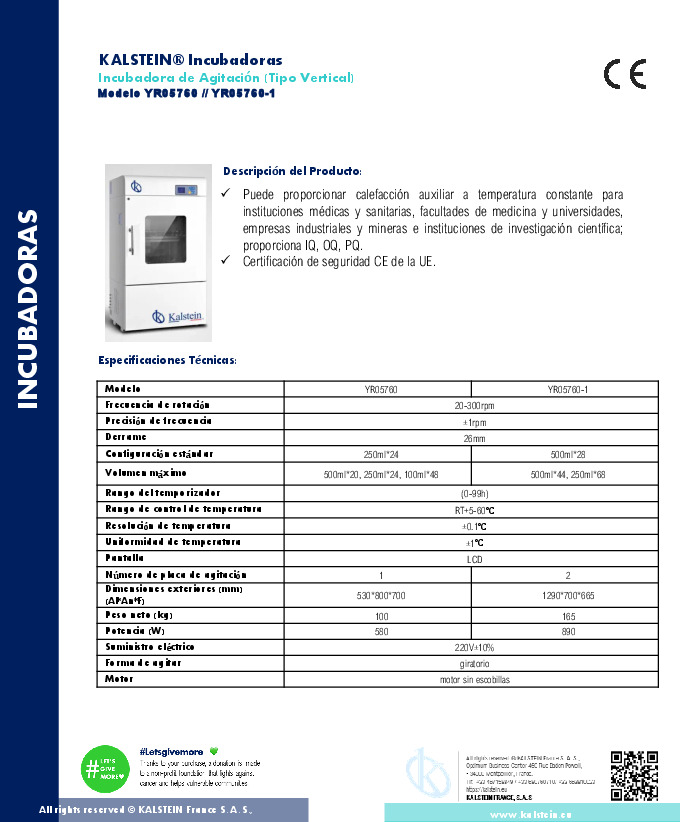 KALSTEIN® Incubadoras
Incubadora de Agitación (Tipo Vertical)
Modelo YR05760 // YR05760-1
CE
INCUBADORAS
Kalstein
Descripción del Producto:
✓ Puede proporcionar calefacción auxiliar a temperatura constante para
instituciones médicas y sanitarias, facultades de medicina y universidades,
empresas industriales y mineras e instituciones de investigación científica;
proporciona IQ, OQ, PQ.
✓ Certificación de seguridad CE de la UE.
Especificaciones Técnicas:
Modelo YR05760 YR05760-1
Frecuencia de rotación 20-300rpm
Precisión de frecuencia ±1rpm
Derrame 26mm
Configuración estándar 250ml*24 500ml*28
Volumen máximo 500ml*20, 250ml*24, 100ml*48 500ml*44, 250ml*68
Rango del temporizador (0-99h)
Rango de control de temperatura RT+5-60℃
Resolución de temperatura ±0.1℃
Uniformidad de temperatura ±1℃
Pantalla LCD
Número de placa de agitación 1 2
Dimensiones exteriores (mm)
(Al*An*F) 530*800*700 1290*700*665
Peso neto (kg) 100 165
Potencia (W) 580 890
Suministro eléctrico 220V±10%
Forma de agitar giratorio
Motor motor sin escobillas
#LET'S
GIVE
MORE
#Letsgivemore
Thanks to your purchase, a donation is made
to a non-profit foundation that fights against
cancer and helps vulnerable communities
All rights reserved © KALSTEIN France S. A. S.,
KALSTEIN FRANCE, S.A.S
https://kalstein.eu
All rights reserved © KALSTEIN France S. A. S.,
www.kalstein.eu